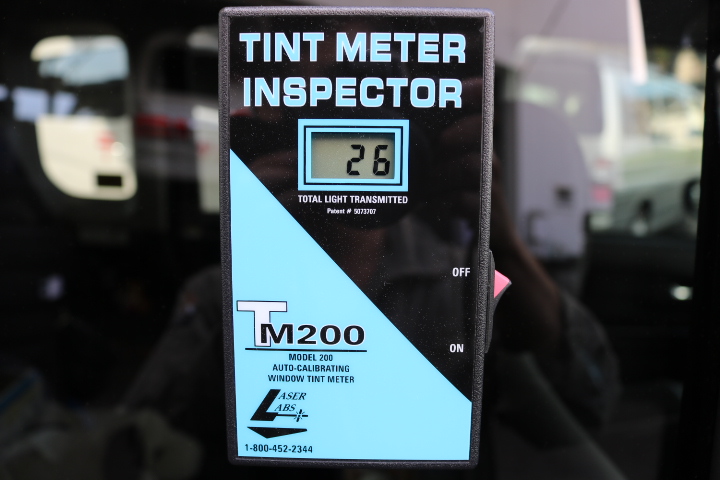 TINT METER
INSPECTOR
26
TOTAL LIGHT TRANSMITTED
Patent # 5073707
OFF
TM200
ON
MODEL 200
AUTO-CALIBRATING
WINDOW TINT METER
LASER
LABS
1-800-452-2344